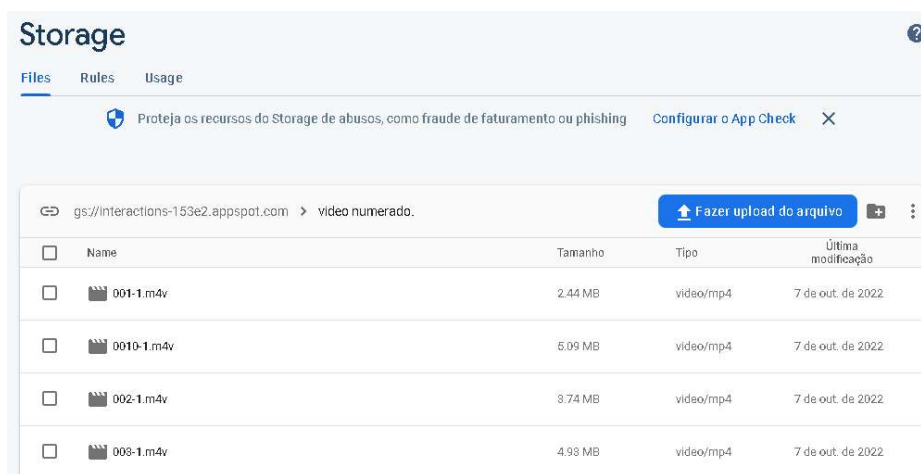 Storage
Files Rules Usage
Proteja os recursos do Storage de abusos, como fraude de faturamento ou phishing Configurar o App Check
gs://interactions-153e2.appspot.com > video numerado. Fazer upload do arquivo
Name Tamanho Tipo Última modificação
001-1.m4v 2.44 MB video/mp4 7 de out. de 2022
0010-1.m4v 5.09 MB video/mp4 7 de out. de 2022
002-1.m4v 3.74 MB video/mp4 7 de out. de 2022
003-1.m4v 4.93 MB video/mp4 7 de out. de 2022